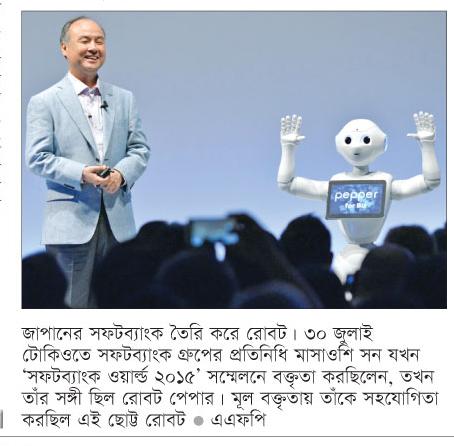 pepper
for Biz
জাপানের সফটব্যাংক তৈরি করে রোবট। ৩০ জুলাই
টোকিওতে সফটব্যাংক গ্রুপের প্রতিনিধি মাসাওশি সন যখন
‘সফটব্যাংক ওয়ার্ল্ড ২০১৫’ সম্মেলনে বক্তৃতা করছিলেন, তখন
তাঁর সঙ্গী ছিল রোবট পেপার। মূল বক্তৃতায় তাঁকে সহযোগিতা
করছিল এই ছোট্ট রোবট ● এএফপি